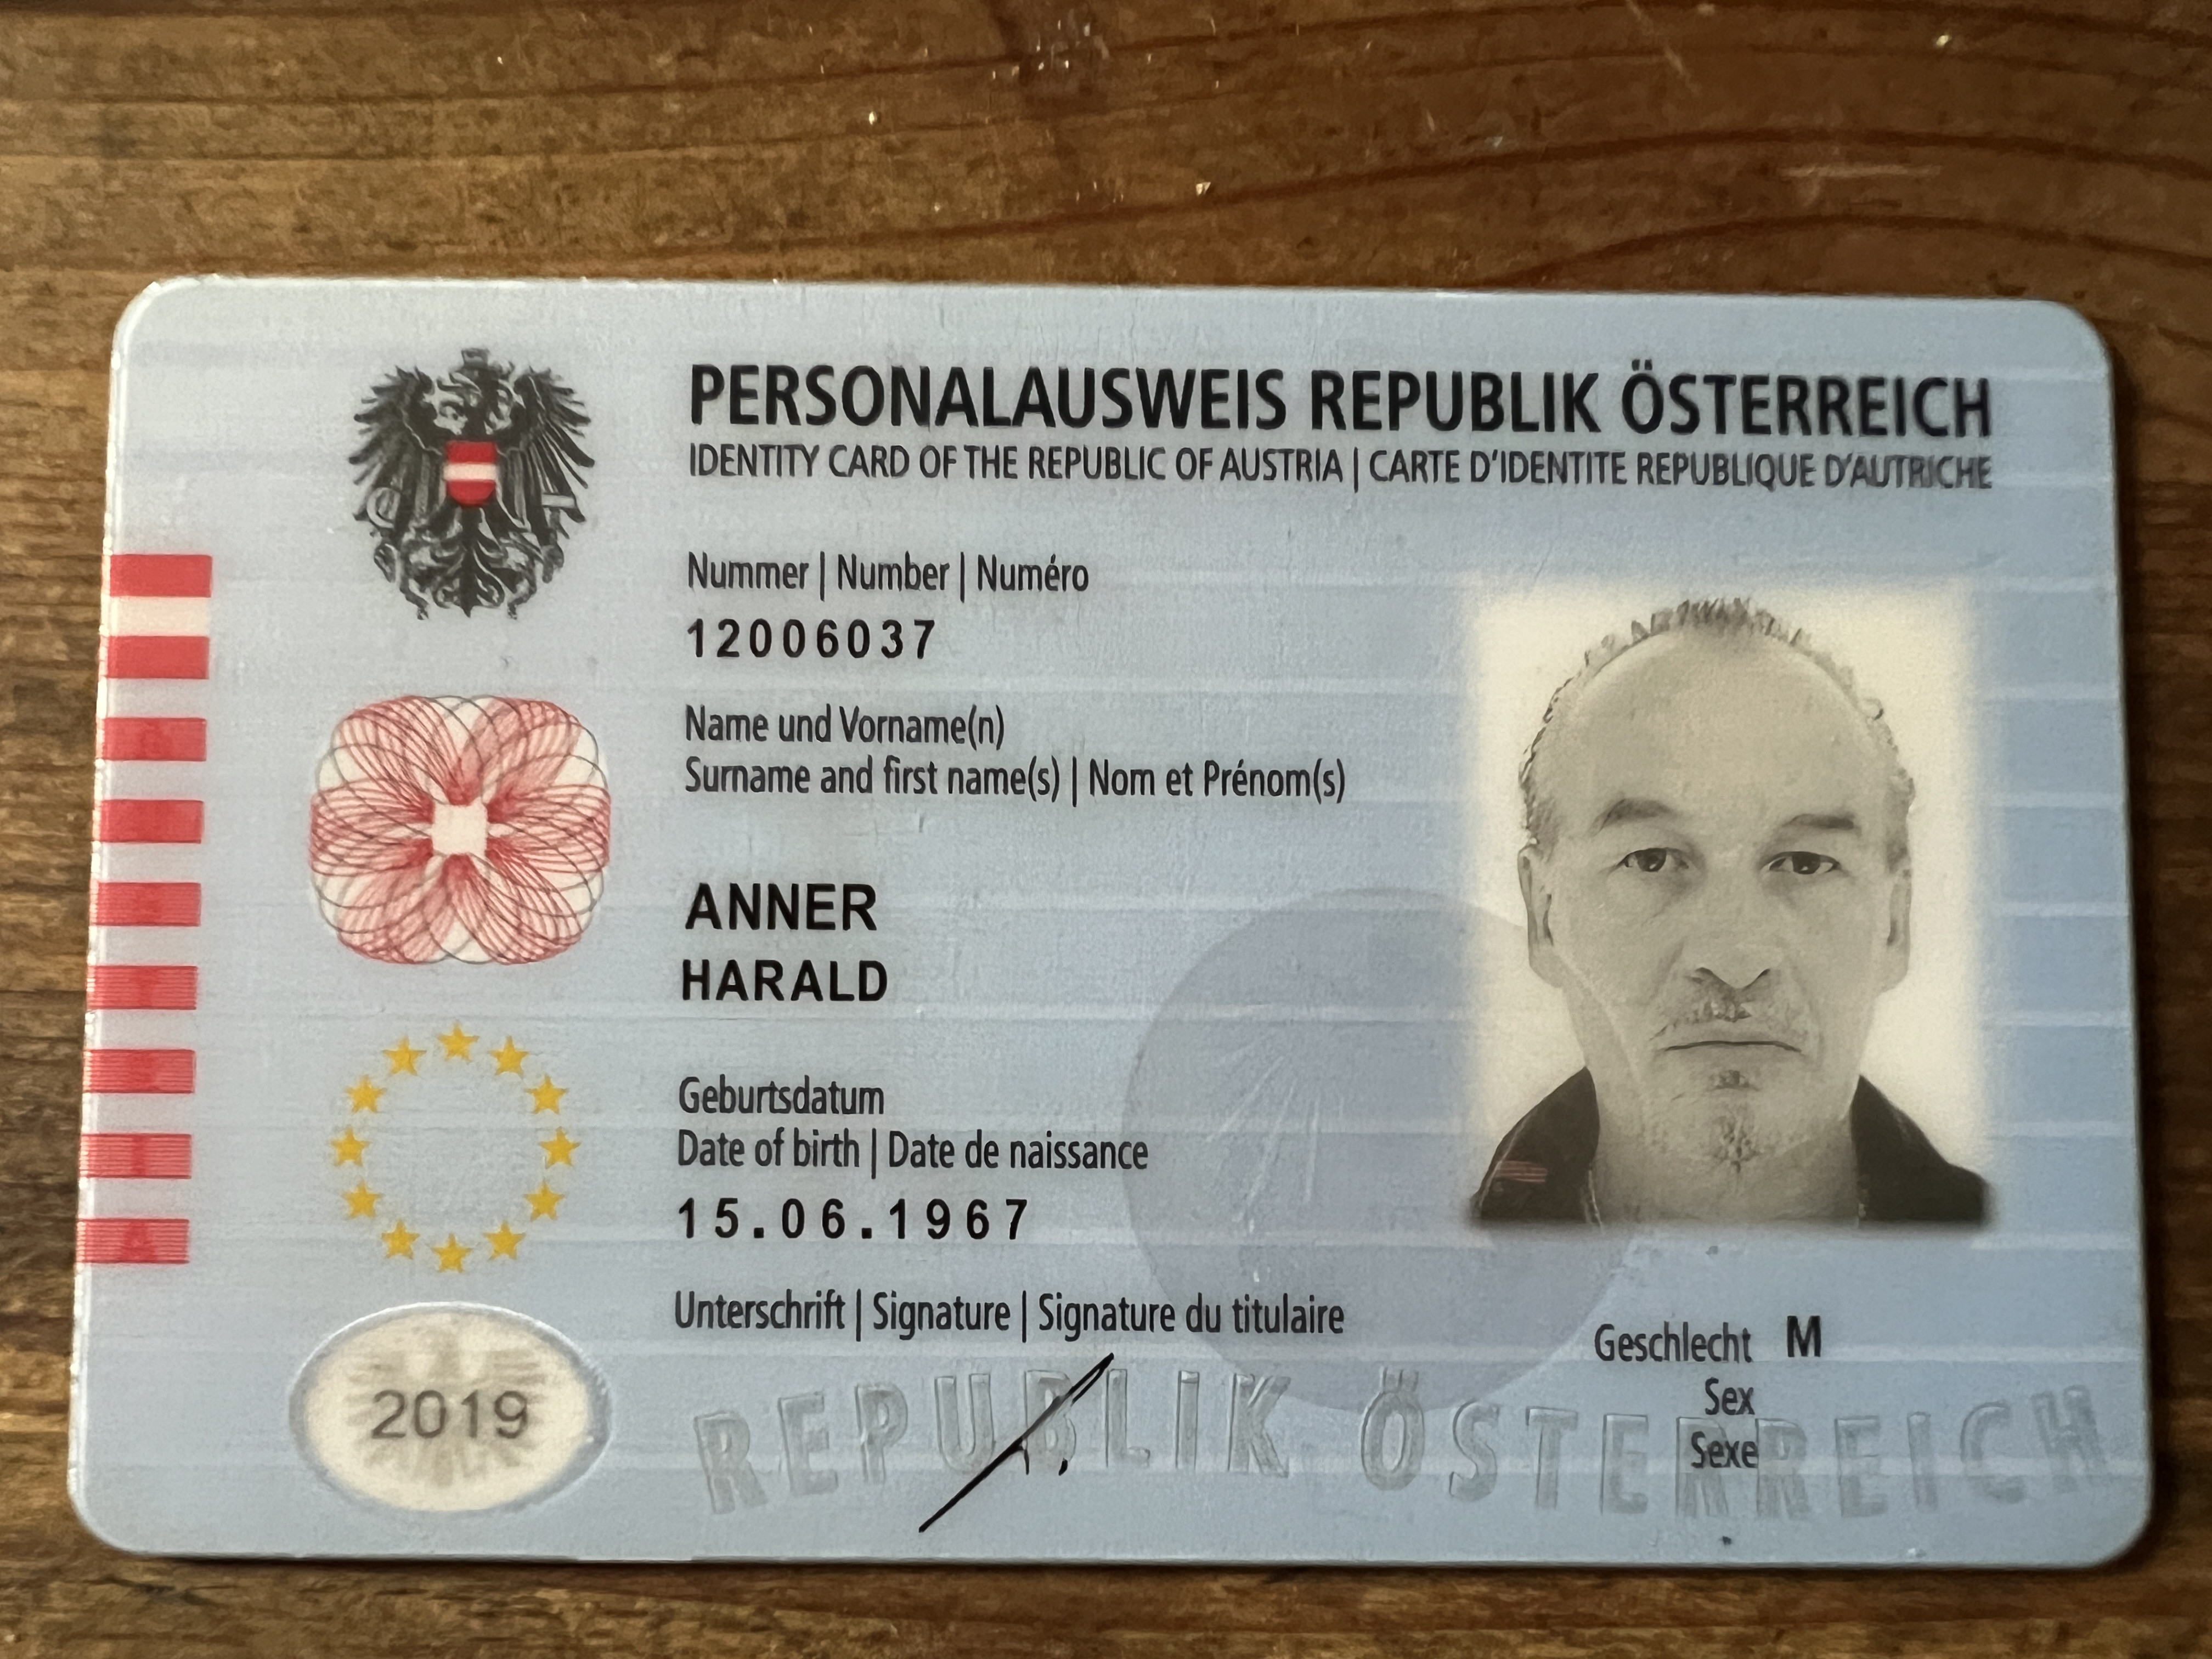 PERSONALAUSWEIS REPUBLIK ÖSTERREICH
IDENTITY CARD OF THE REPUBLIC OF AUSTRIA | CARTE D'IDENTITE REPUBLIQUE D'AUTRICHE
Nummer | Number | Numéro
12006037
Name und Vorname(n)
Surname and first name(s) | Nom et Prénom(s)
ANNER
HARALD
Geburtsdatum
Date of birth | Date de naissance
15.06.1967
Unterschrift | Signature | Signature du titulaire
Geschlecht M
Sex
Sexe
2019
REPUBLIK ÖSTERREICH